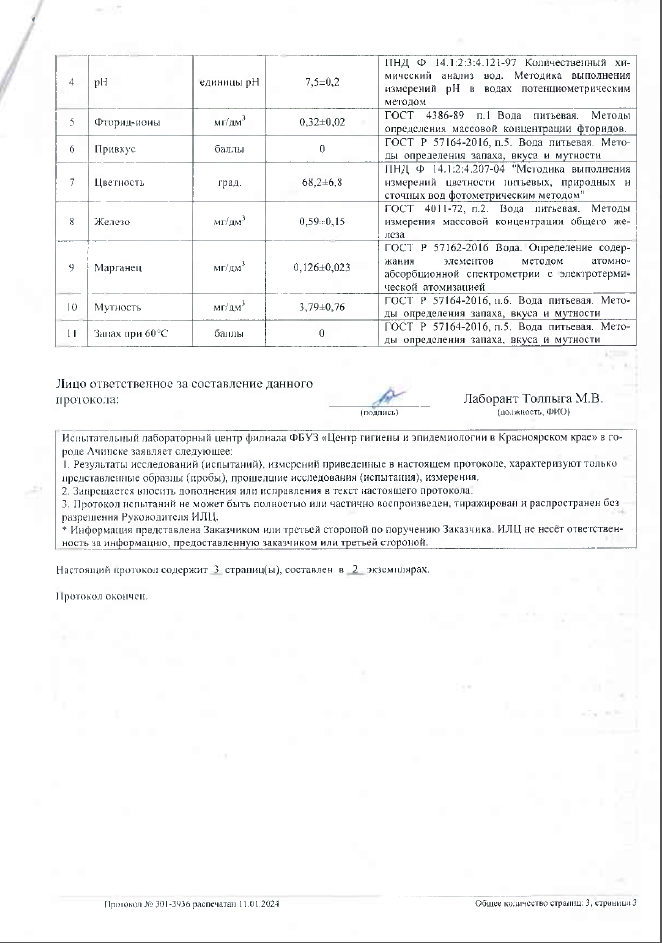 4 pH единицы pH 7,5±0,2 ПНД Ф 14.1:2:3:4.121-97 Количественный хи-
мический анализ вод. Методика выполнения
измерений pH в водах потенциометрическим
методом
5 Фторид-ионы мг/дм³ 0,32±0,02 ГОСТ 4386-89 п.1 Вода питьевая. Методы
определения массовой концентрации фторидов.
6 Привкус баллы 0 ГОСТ Р 57164-2016, п.5. Вода питьевая. Мето-
ды определения запаха, вкуса и мутности
7 Цветность град. 68,2±6,8 ПНД Ф 14.1:2:4.207-04 "Методика выполнения
измерений цветности питьевых, природных и
сточных вод фотометрическим методом"
8 Железо мг/дм³ 0,59±0,15 ГОСТ 4011-72, п.2. Вода питьевая. Методы
измерения массовой концентрации общего же-
леза
9 Марганец мг/дм³ 0,126±0,023 ГОСТ Р 57162-2016 Вода. Определение содер-
жания элементов методом атомно-
абсорбционной спектрометрии с электротерми-
ческой атомизацией
10 Мутность мг/дм³ 3,79±0,76 ГОСТ Р 57164-2016, п.6. Вода питьевая. Мето-
ды определения запаха, вкуса и мутности
11 Запах при 60°С баллы 0 ГОСТ Р 57164-2016, п.5. Вода питьевая. Мето-
ды определения запаха, вкуса и мутности
Лицо ответственное за составление данного
протокола: Лаборант Толпыга М.В.
(подпись) (должность, ФИО)
Испытательный лабораторный центр филиала ФБУЗ «Центр гигиены и эпидемиологии в Красноярском крае» в го-
роде Ачинске заявляет следующее:
1. Результаты исследований (испытаний), измерений приведенные в настоящем протоколе, характеризуют только
представленные образцы (пробы), прошедшие исследования (испытания), измерения.
2. Запрещается вносить дополнения или исправления в текст настоящего протокола.
3. Протокол испытаний не может быть полностью или частично воспроизведен, тиражирован и распространен без
разрешения Руководителя ИЛЦ.
* Информация представлена Заказчиком или третьей стороной по поручению Заказчика. ИЛЦ не несёт ответствен-
ность за информацию, предоставленную заказчиком или третьей стороной.
Настоящий протокол содержит 3 страниц(ы), составлен в 2 экземплярах.
Протокол окончен.
Протокол № 301-3936 распечатан 11.01.2024 Общее количество страниц: 3, страница 3